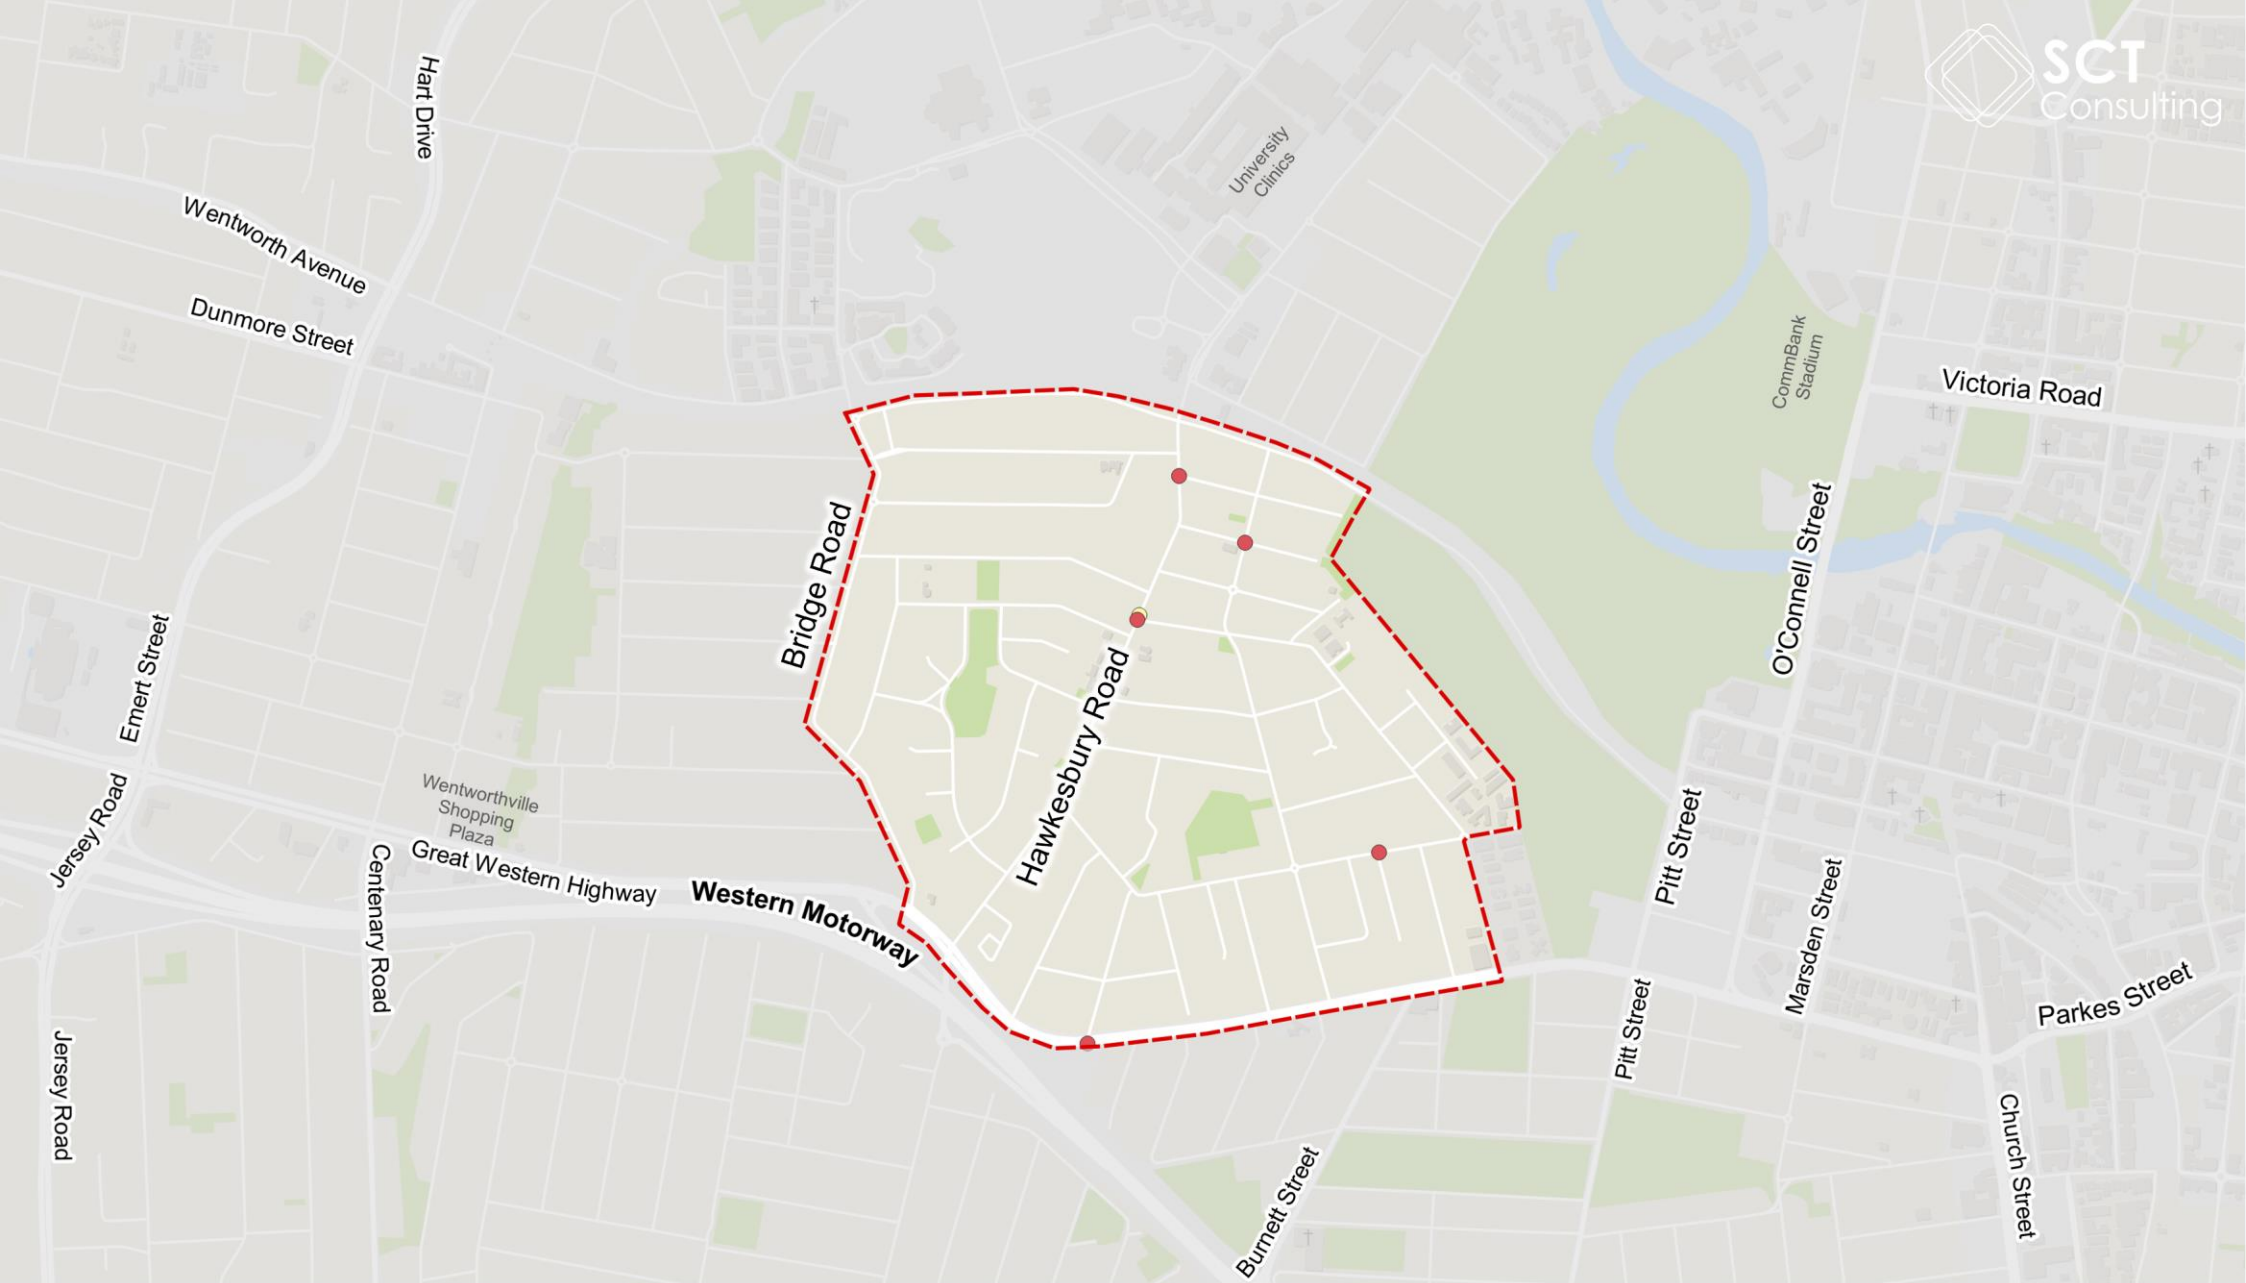 SCT
Consulting
Hart Drive
University
Clinics
Wentworth Avenue
Dunmore Street
CommBank
Stadium
Victoria Road
O'Connell Street
Bridge Road
Emert Street
Hawkesbury Road
Jersey Road
Wentworthville
Shopping
Plaza
Great Western Highway
Western Motorway
Centenary Road
Pitt Street
Marsden Street
Parkes Street
Pitt Street
Jersey Road
Church Street
Burnett Street